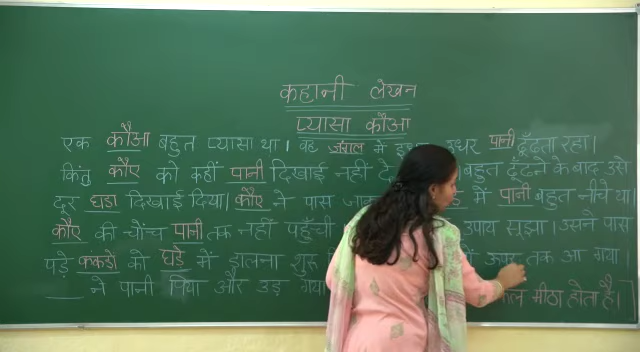 कहानी लेखन
प्यासा कौआ
एक कौआ बहुत प्यासा था। वह जंगल में इधर उधर पानी ढूँढता रहा।
किंतु कौए को कहीं पानी दिखाई नहीं बहुत ढूंढने के बाद उसे
दूर घडा दिखाई दिया। कौए ने पास में पानी बहुत नीचे था
कौए की चोंच पानी तक नहीं पहुँची उपाय सूझा। उसने पास
पड़े कंकडो को घडे में डालना ऊपर तक आ गया।
____ ने पानी पिया और उड़ गया मीठा होता है।